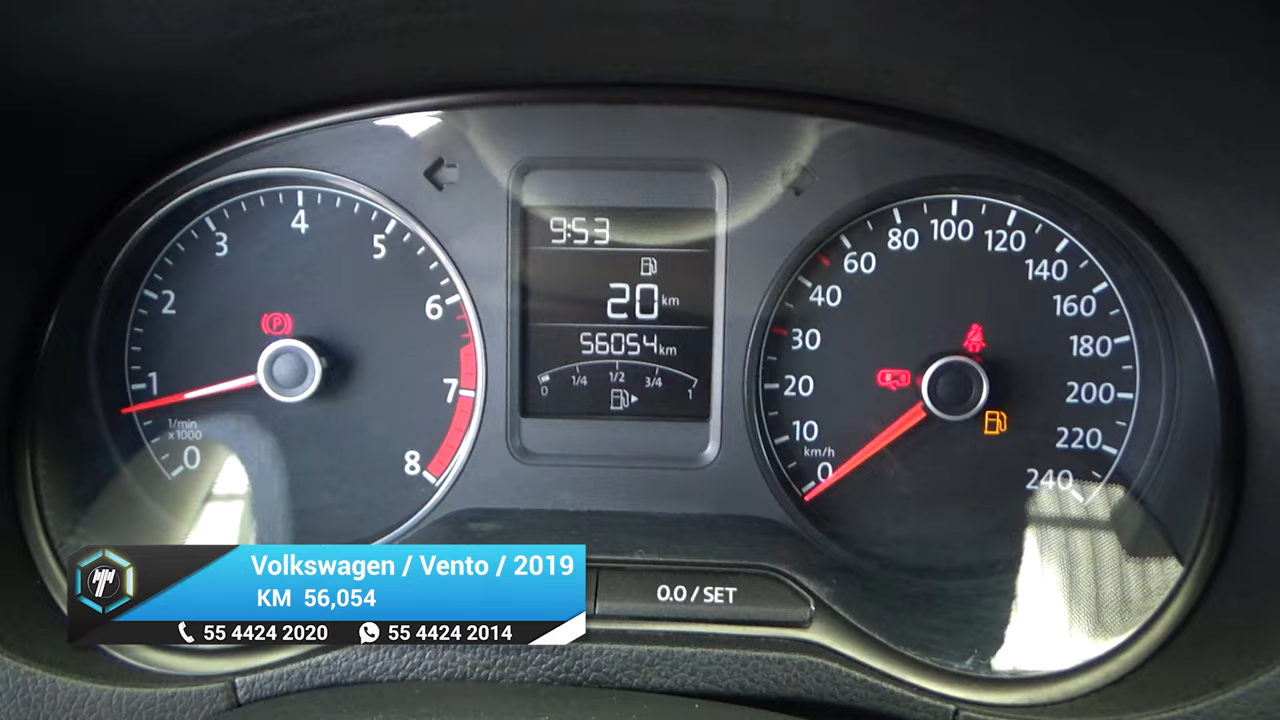 0
1
2
3
4
5
6
7
8
1/min
x1000
P
9:53
20 km
56054 km
0 1/4 1/2 3/4 1
0
10
20
30
40
60
80
100
120
140
160
180
200
220
240
km/h
0.0 / SET
Volkswagen / Vento / 2019
KM 56,054
55 4424 2020 55 4424 2014